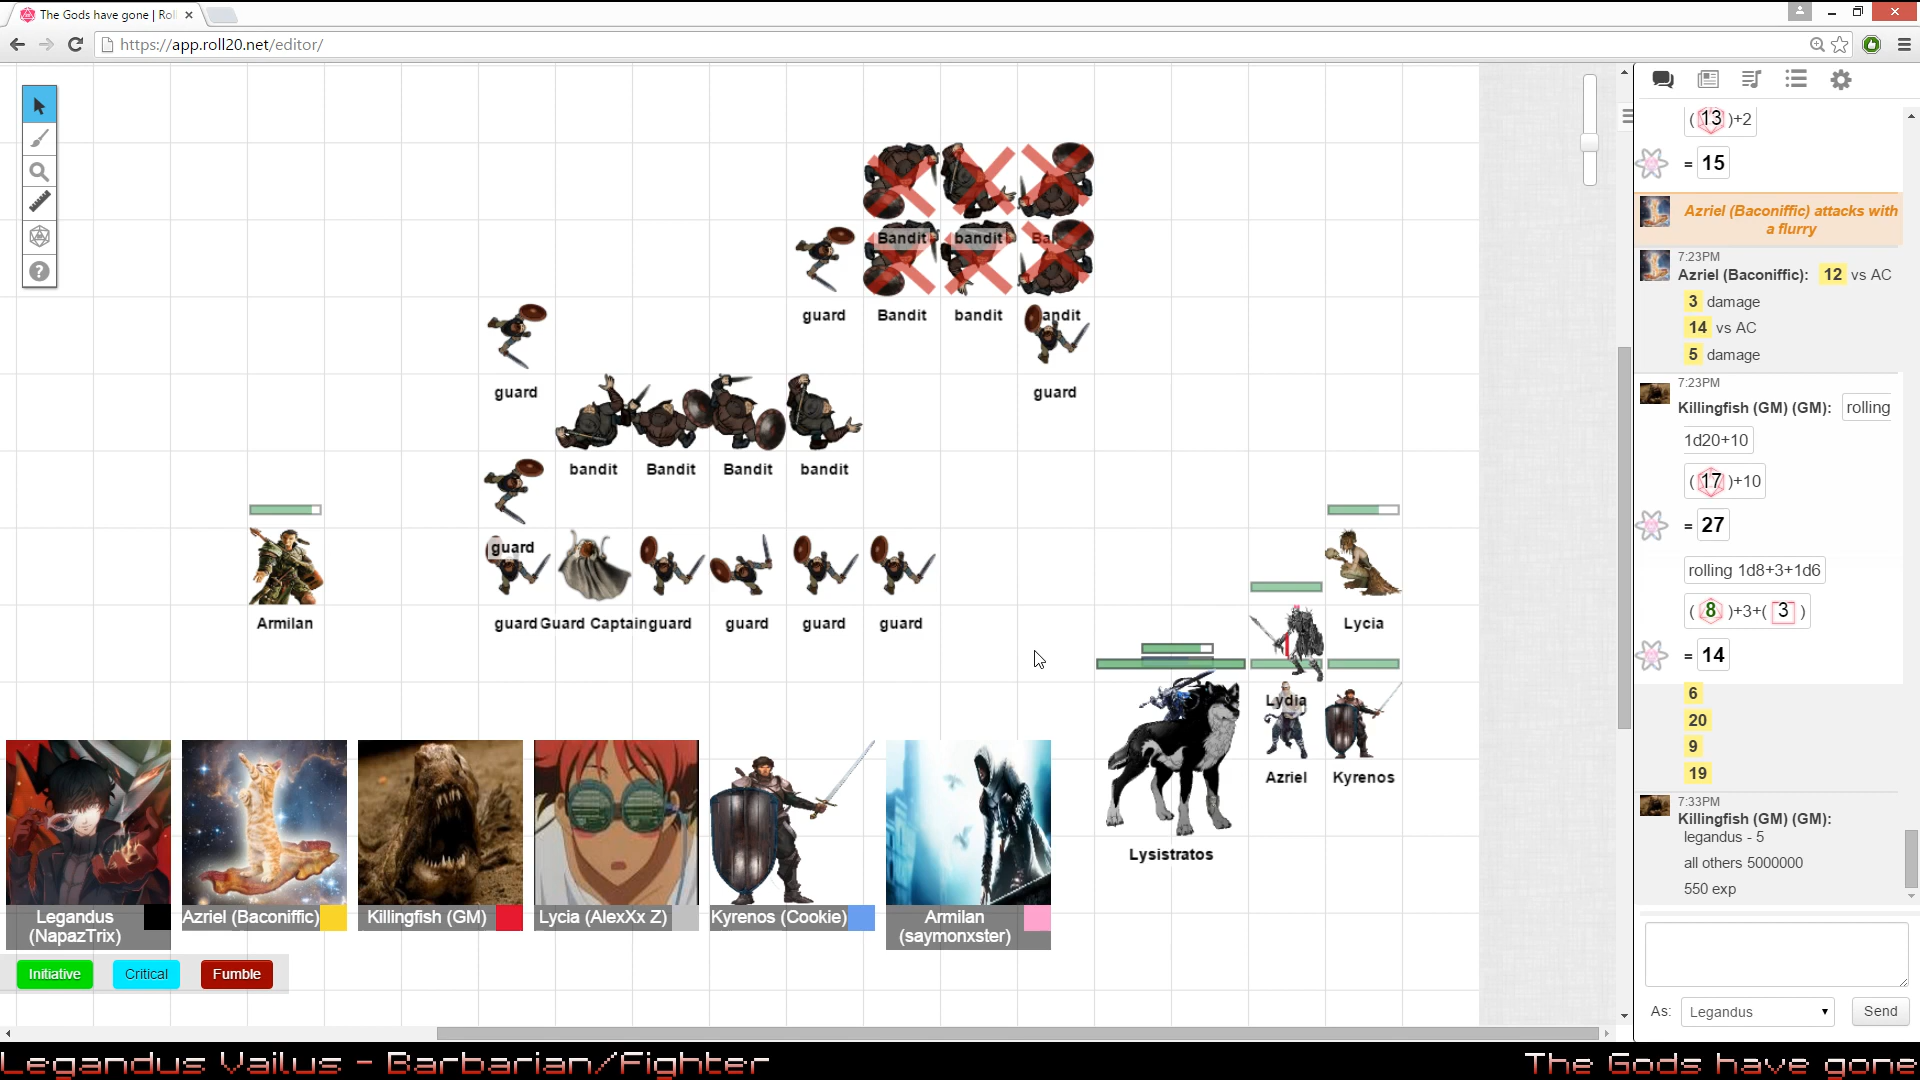 The Gods have gone | Rol
https://app.roll20.net/editor/
Bandit
bandit
Ba
guard
Bandit
bandit
andit
guard
guard
bandit
Bandit
Bandit
bandit
guard
Armilan
guard
Guard Captain
guard
guard
guard
guard
Lycia
Lydia
Azriel
Kyrenos
Lysistratos
Legandus
(NapazTrix)
Azriel (Baconiffic)
Killingfish (GM)
Lycia (AlexXx Z)
Kyrenos (Cookie)
Armilan
(saymonxster)
Initiative
Critical
Fumble
(13)+2
= 15
Azriel (Baconiffic) attacks with
a flurry
7:23PM
Azriel (Baconiffic): 12 vs AC
3 damage
14 vs AC
5 damage
7:23PM
Killingfish (GM) (GM): rolling
1d20+10
(17)+10
= 27
rolling 1d8+3+1d6
(8)+3+(3)
= 14
6
20
9
19
7:33PM
Killingfish (GM) (GM):
legandus - 5
all others 5000000
550 exp
As: Legandus
Send
Legandus Vailus - Barbarian/Fighter
The Gods have gone